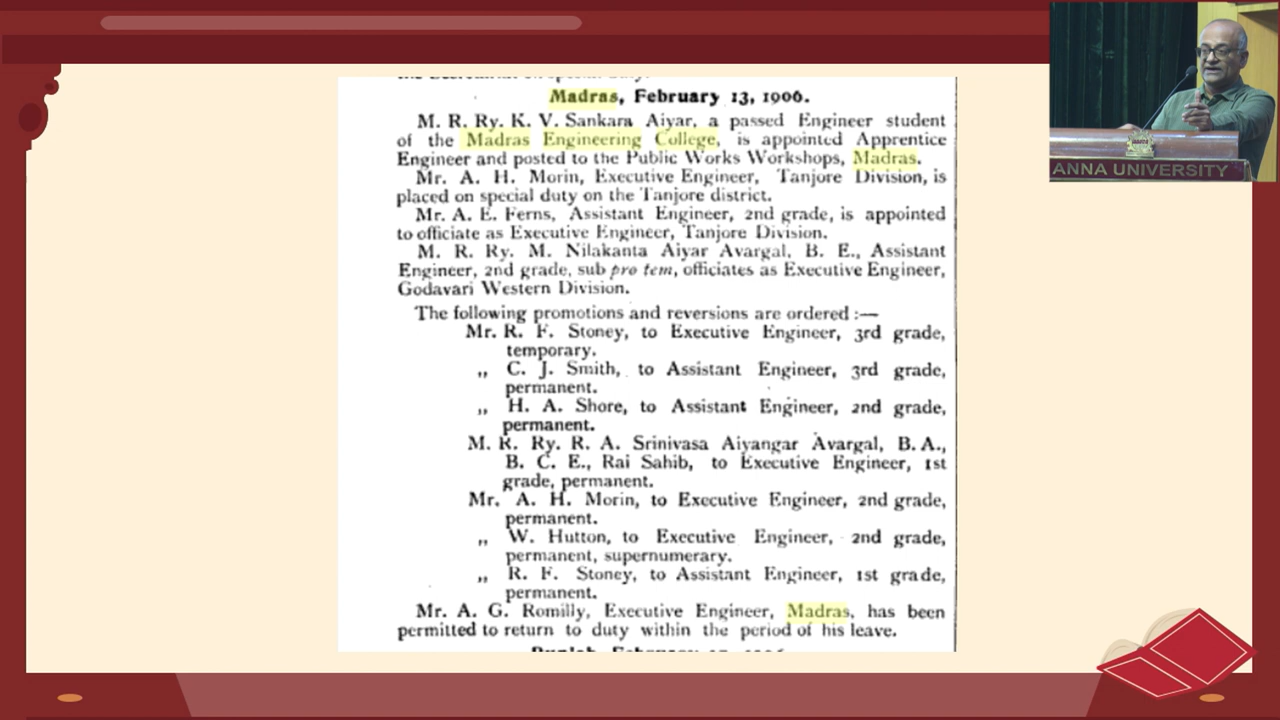 Madras, February 13, 1906.
M. R. Ry. K. V. Sankara Aiyar, a passed Engineer student
of the Madras Engineering College, is appointed Apprentice
Engineer and posted to the Public Works Workshops, Madras.
Mr. A. H. Morin, Executive Engineer, Tanjore Division, is
placed on special duty on the Tanjore district.
Mr. A. E. Ferns, Assistant Engineer, 2nd grade, is appointed
to officiate as Executive Engineer, Tanjore Division.
M. R. Ry. M. Nilakanta Aiyar Avargal, B. E., Assistant
Engineer, 2nd grade, sub pro tem, officiates as Executive Engineer,
Godavari Western Division.
The following promotions and reversions are ordered :—
Mr. R. F. Stoney, to Executive Engineer, 3rd grade,
temporary.
„ C. J. Smith, to Assistant Engineer, 3rd grade,
permanent.
„ H. A. Shore, to Assistant Engineer, 2nd grade,
permanent.
M. R. Ry. R. A. Srinivasa Aiyangar Avargal, B. A.,
B. C. E., Rai Sahib, to Executive Engineer, 1st
grade, permanent.
Mr. A. H. Morin, to Executive Engineer, 2nd grade,
permanent.
„ W. Hutton, to Executive Engineer, 2nd grade,
permanent, supernumerary.
„ R. F. Stoney, to Assistant Engineer, 1st grade,
permanent.
Mr. A. G. Romilly, Executive Engineer, Madras, has been
permitted to return to duty within the period of his leave.
ANNA UNIVERSITY